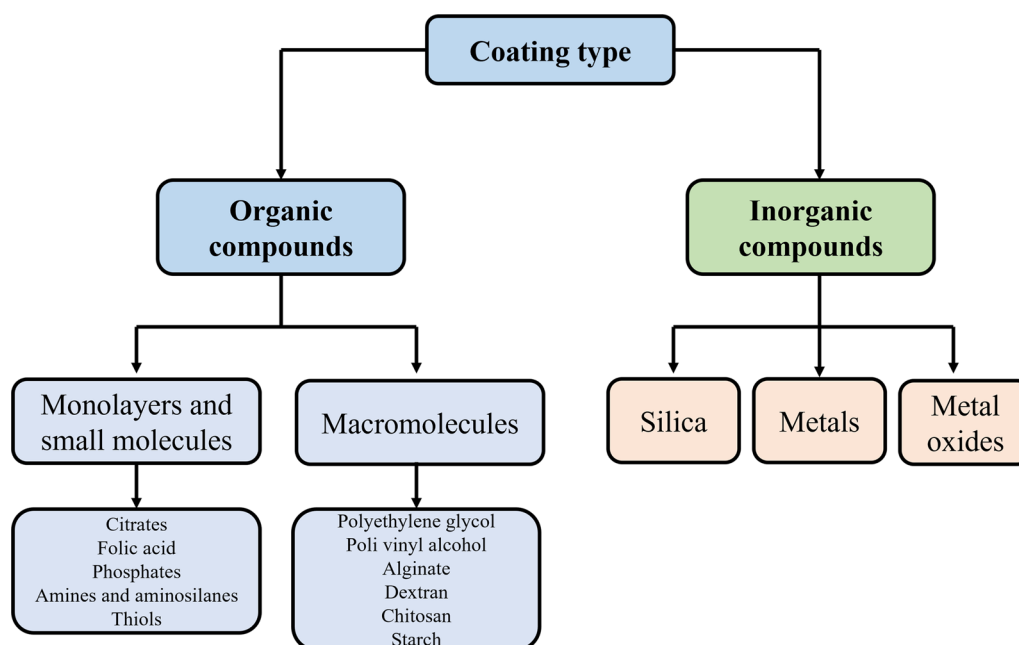 Coating type
Organic
compounds
Inorganic
compounds
Monolayers and
small molecules
Macromolecules
Silica
Metals
Metal
oxides
Citrates
Folic acid
Phosphates
Amines and aminosilanes
Thiols
Polyethylene glycol
Poli vinyl alcohol
Alginate
Dextran
Chitosan
Starch